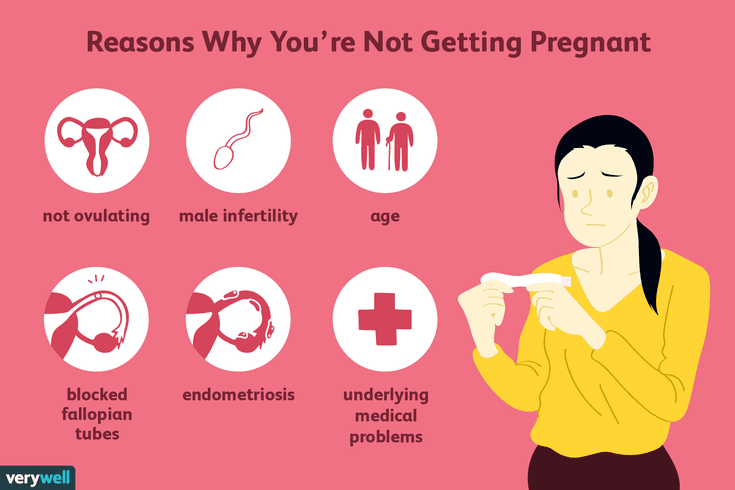 Reasons Why You're Not Getting Pregnant
not ovulating
male infertility
age
blocked
fallopian
tubes
endometriosis
underlying
medical
problems
verywell